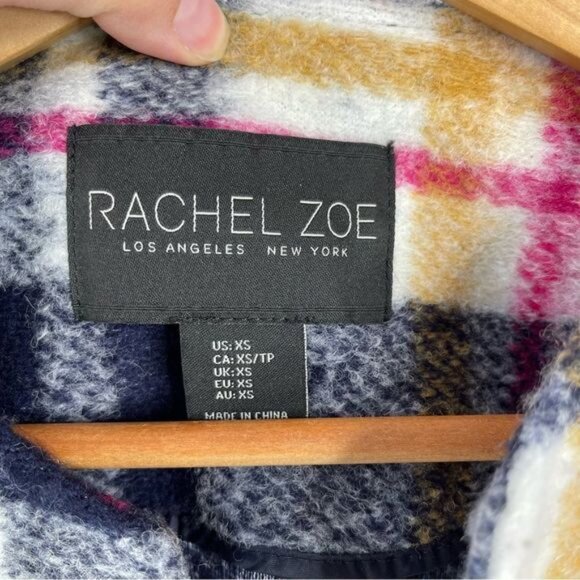 RACHEL ZOE
LOS ANGELES NEW YORK
US: XS
CA: XS/TP
UK: XS
EU: XS
AU: XS
MADE IN CHINA